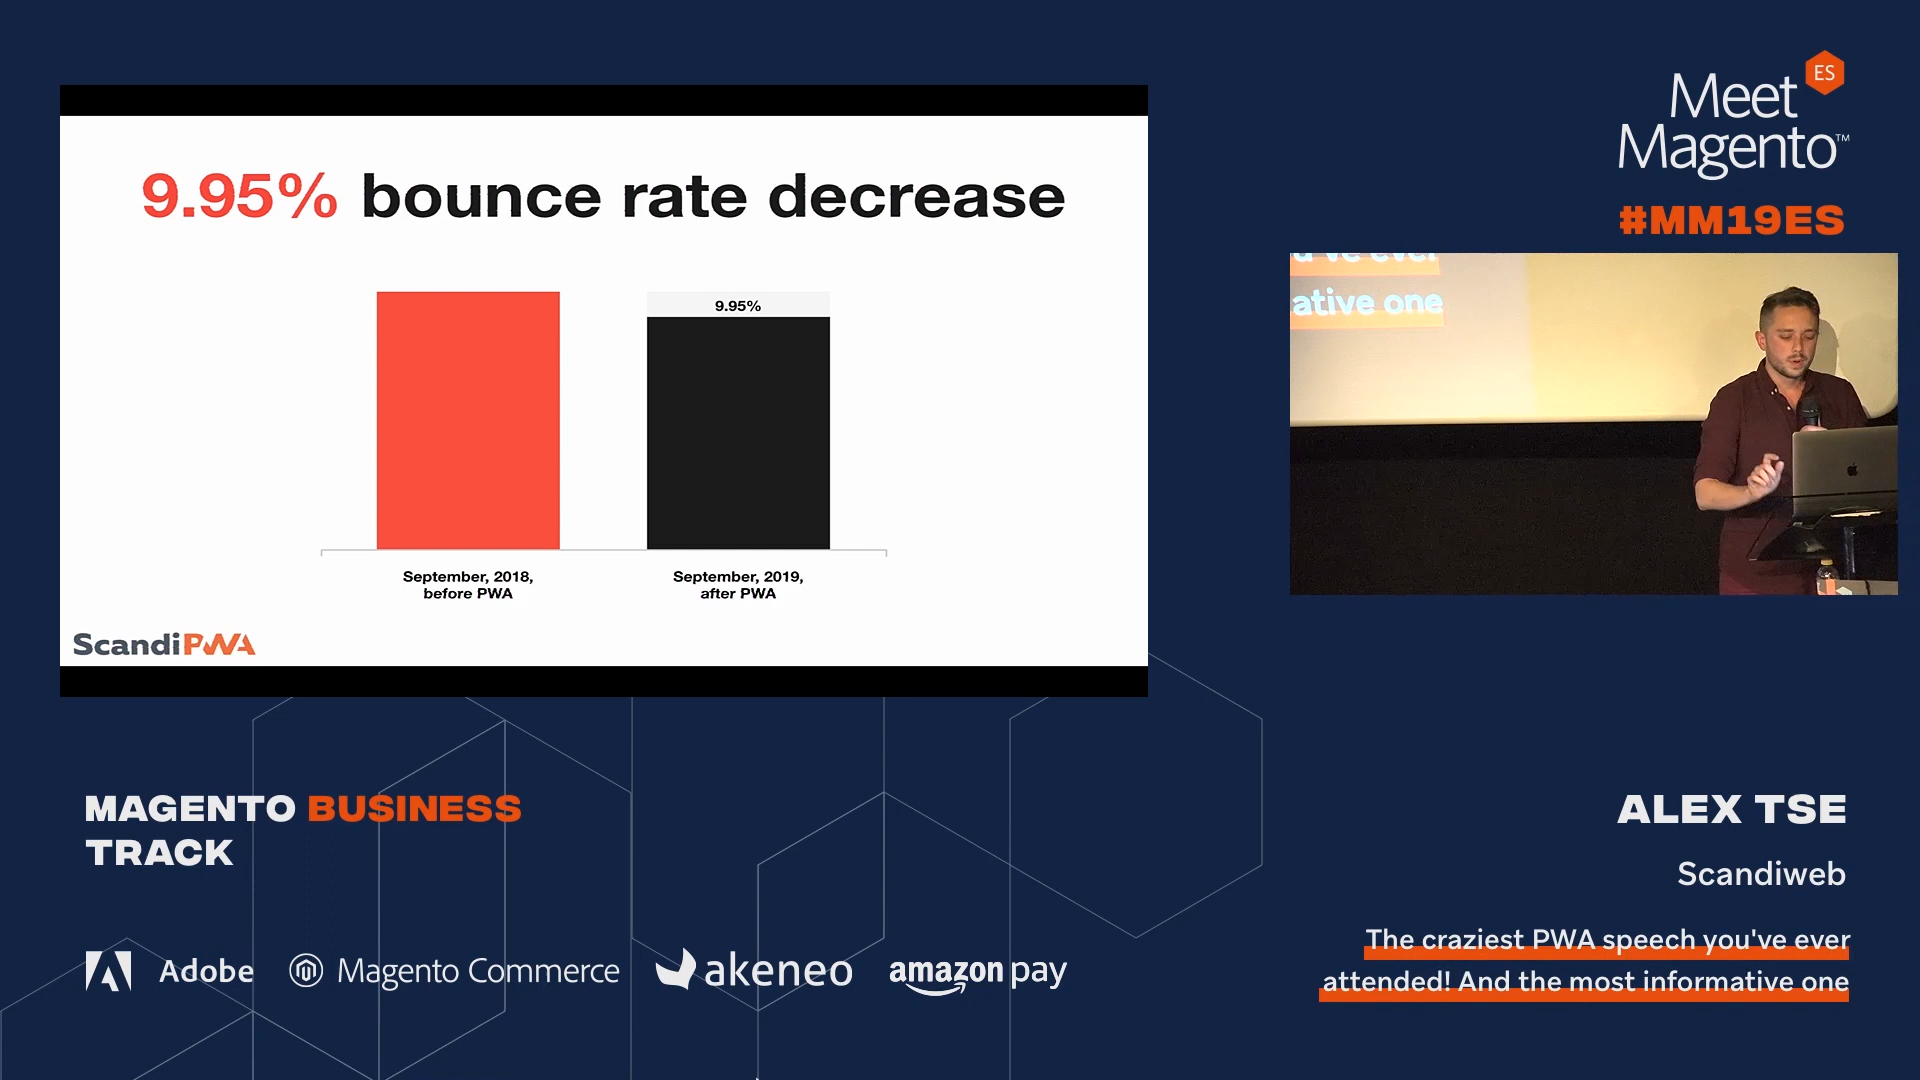 9.95% bounce rate decrease
9.95%
September, 2018,
before PWA
September, 2019,
after PWA
ScandiPWA
ES
Meet
Magento™
#MM19ES
u've ever
ative one
MAGENTO BUSINESS
TRACK
Adobe
Magento Commerce
akeneo
amazon pay
ALEX TSE
Scandiweb
The craziest PWA speech you've ever
attended! And the most informative one